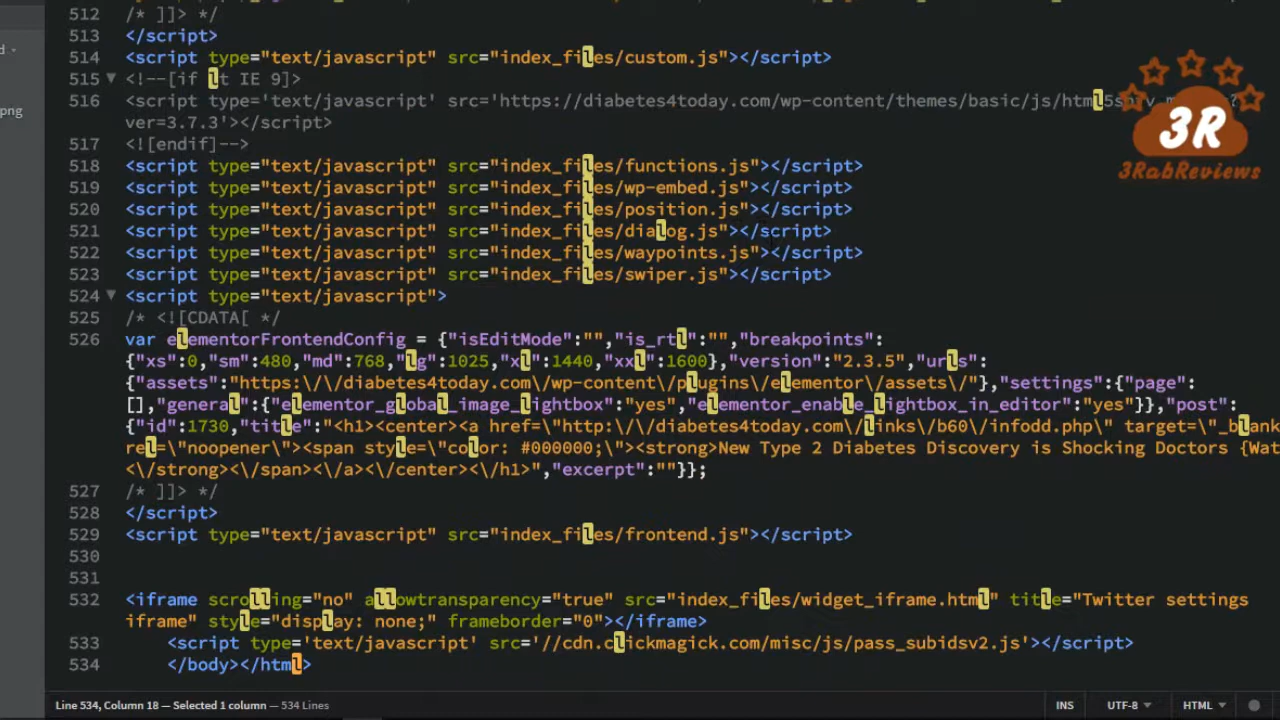 512 /* ]]> */
513 </script>
514 <script type="text/javascript" src="index_files/custom.js"></script>
515 <!--[if lt IE 9]>
516 <script type='text/javascript' src='https://diabetes4today.com/wp-content/themes/basic/js/html5
ver=3.7.3'></script>
517 <![endif]-->
518 <script type="text/javascript" src="index_files/functions.js"></script>
519 <script type="text/javascript" src="index_files/wp-embed.js"></script>
520 <script type="text/javascript" src="index_files/position.js"></script>
521 <script type="text/javascript" src="index_files/dialog.js"></script>
522 <script type="text/javascript" src="index_files/waypoints.js"></script>
523 <script type="text/javascript" src="index_files/swiper.js"></script>
524 <script type="text/javascript">
525 /* <![CDATA[ */
526 var elementorFrontendConfig = {"isEditMode":"","is_rtl":"","breakpoints":
{"xs":0,"sm":480,"md":768,"lg":1025,"xl":1440,"xxl":1600},"version":"2.3.5","urls":
{"assets":"https:\/\/diabetes4today.com\/wp-content\/plugins\/elementor\/assets\/"},"settings":{"page":
[],"general":{"elementor_global_image_lightbox":"yes","elementor_enable_lightbox_in_editor":"yes"}},"post":
{"id":1730,"title":"<h1><center><a href=\"http:\/\/diabetes4today.com\/links\/b60\/infodd.php\" target=\"_blank
rel=\"noopener\"><span style=\"color: #000000;\"><strong>New Type 2 Diabetes Discovery is Shocking Doctors {Wat
<\/strong><\/span><\/a><\/center><\/h1>","excerpt":""}};
527 /* ]]> */
528 </script>
529 <script type="text/javascript" src="index_files/frontend.js"></script>
530
531
532 <iframe scrolling="no" allowtransparency="true" src="index_files/widget_iframe.html" title="Twitter settings
iframe" style="display: none;" frameborder="0"></iframe>
533 <script type='text/javascript' src='//cdn.clickmagick.com/misc/js/pass_subidsv2.js'></script>
534 </body></html>
d
png
3R
3RabReviews
Line 534, Column 18 — Selected 1 column — 534 Lines
INS UTF-8 HTML